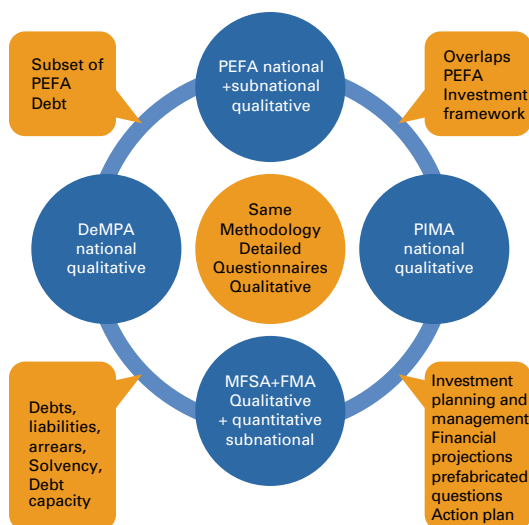 Subset of
PEFA
Debt
PEFA national
+subnational
qualitative
Overlaps
PEFA
Investment
framework
DeMPA
national
qualitative
Same
Methodology
Detailed
Questionnaires
Qualitative
PIMA
national
qualitative
Debts,
liabilities,
arrears,
Solvency,
Debt
capacity
MFSA+FMA
Qualitative
+ quantitative
subnational
Investment
planning and
management
Financial
projections
prefabricated
questions
Action plan